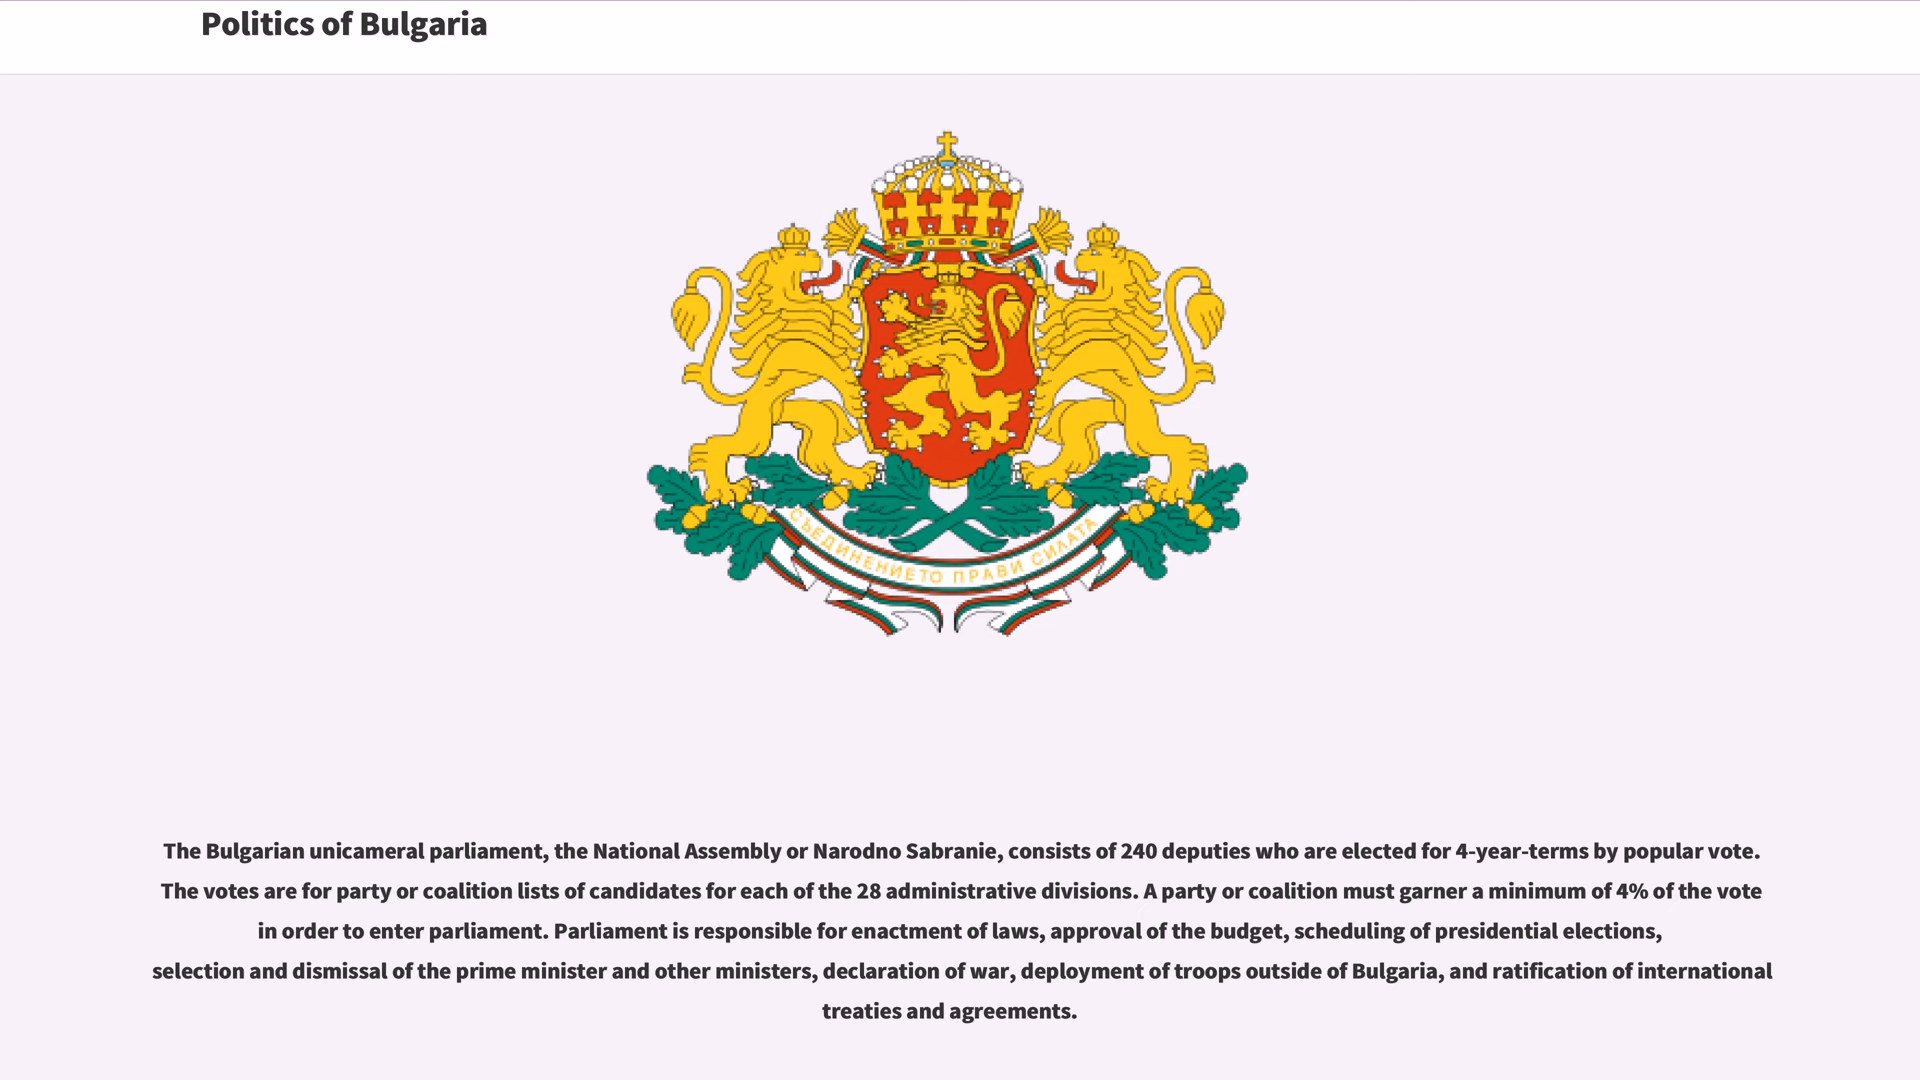 Politics of Bulgaria
СЪЕДИНЕНИЕТО ПРАВИ СИЛАТА
The Bulgarian unicameral parliament, the National Assembly or Narodno Sabranie, consists of 240 deputies who are elected for 4-year-terms by popular vote.
The votes are for party or coalition lists of candidates for each of the 28 administrative divisions. A party or coalition must garner a minimum of 4% of the vote
in order to enter parliament. Parliament is responsible for enactment of laws, approval of the budget, scheduling of presidential elections,
selection and dismissal of the prime minister and other ministers, declaration of war, deployment of troops outside of Bulgaria, and ratification of international
treaties and agreements.